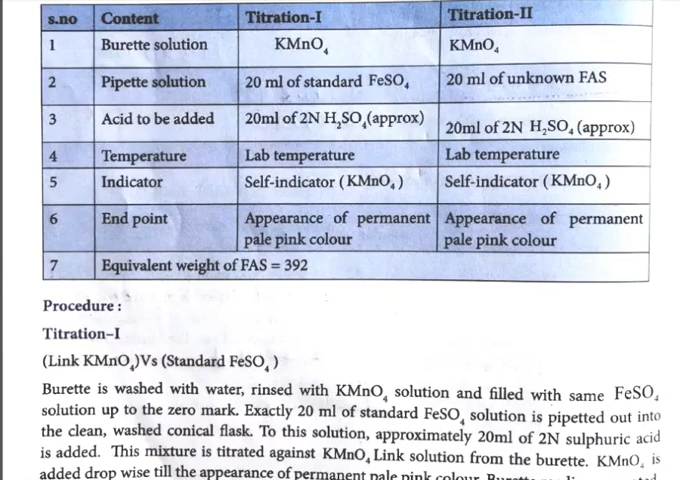 s.no Content Titration-I Titration-II
1 Burette solution KMnO₄ KMnO₄
2 Pipette solution 20 ml of standard FeSO₄ 20 ml of unknown FAS
3 Acid to be added 20ml of 2N H₂SO₄(approx) 20ml of 2N H₂SO₄ (approx)
4 Temperature Lab temperature Lab temperature
5 Indicator Self-indicator (KMnO₄) Self-indicator (KMnO₄)
6 End point Appearance of permanent Appearance of permanent
pale pink colour pale pink colour
7 Equivalent weight of FAS = 392
Procedure :
Titration–I
(Link KMnO₄)Vs (Standard FeSO₄)
Burette is washed with water, rinsed with KMnO₄ solution and filled with same FeSO₄
solution up to the zero mark. Exactly 20 ml of standard FeSO₄ solution is pipetted out into
the clean, washed conical flask. To this solution, approximately 20ml of 2N sulphuric acid
is added. This mixture is titrated against KMnO₄ Link solution from the burette. KMnO₄ is
added drop wise till the appearance of permanent pale pink colour.